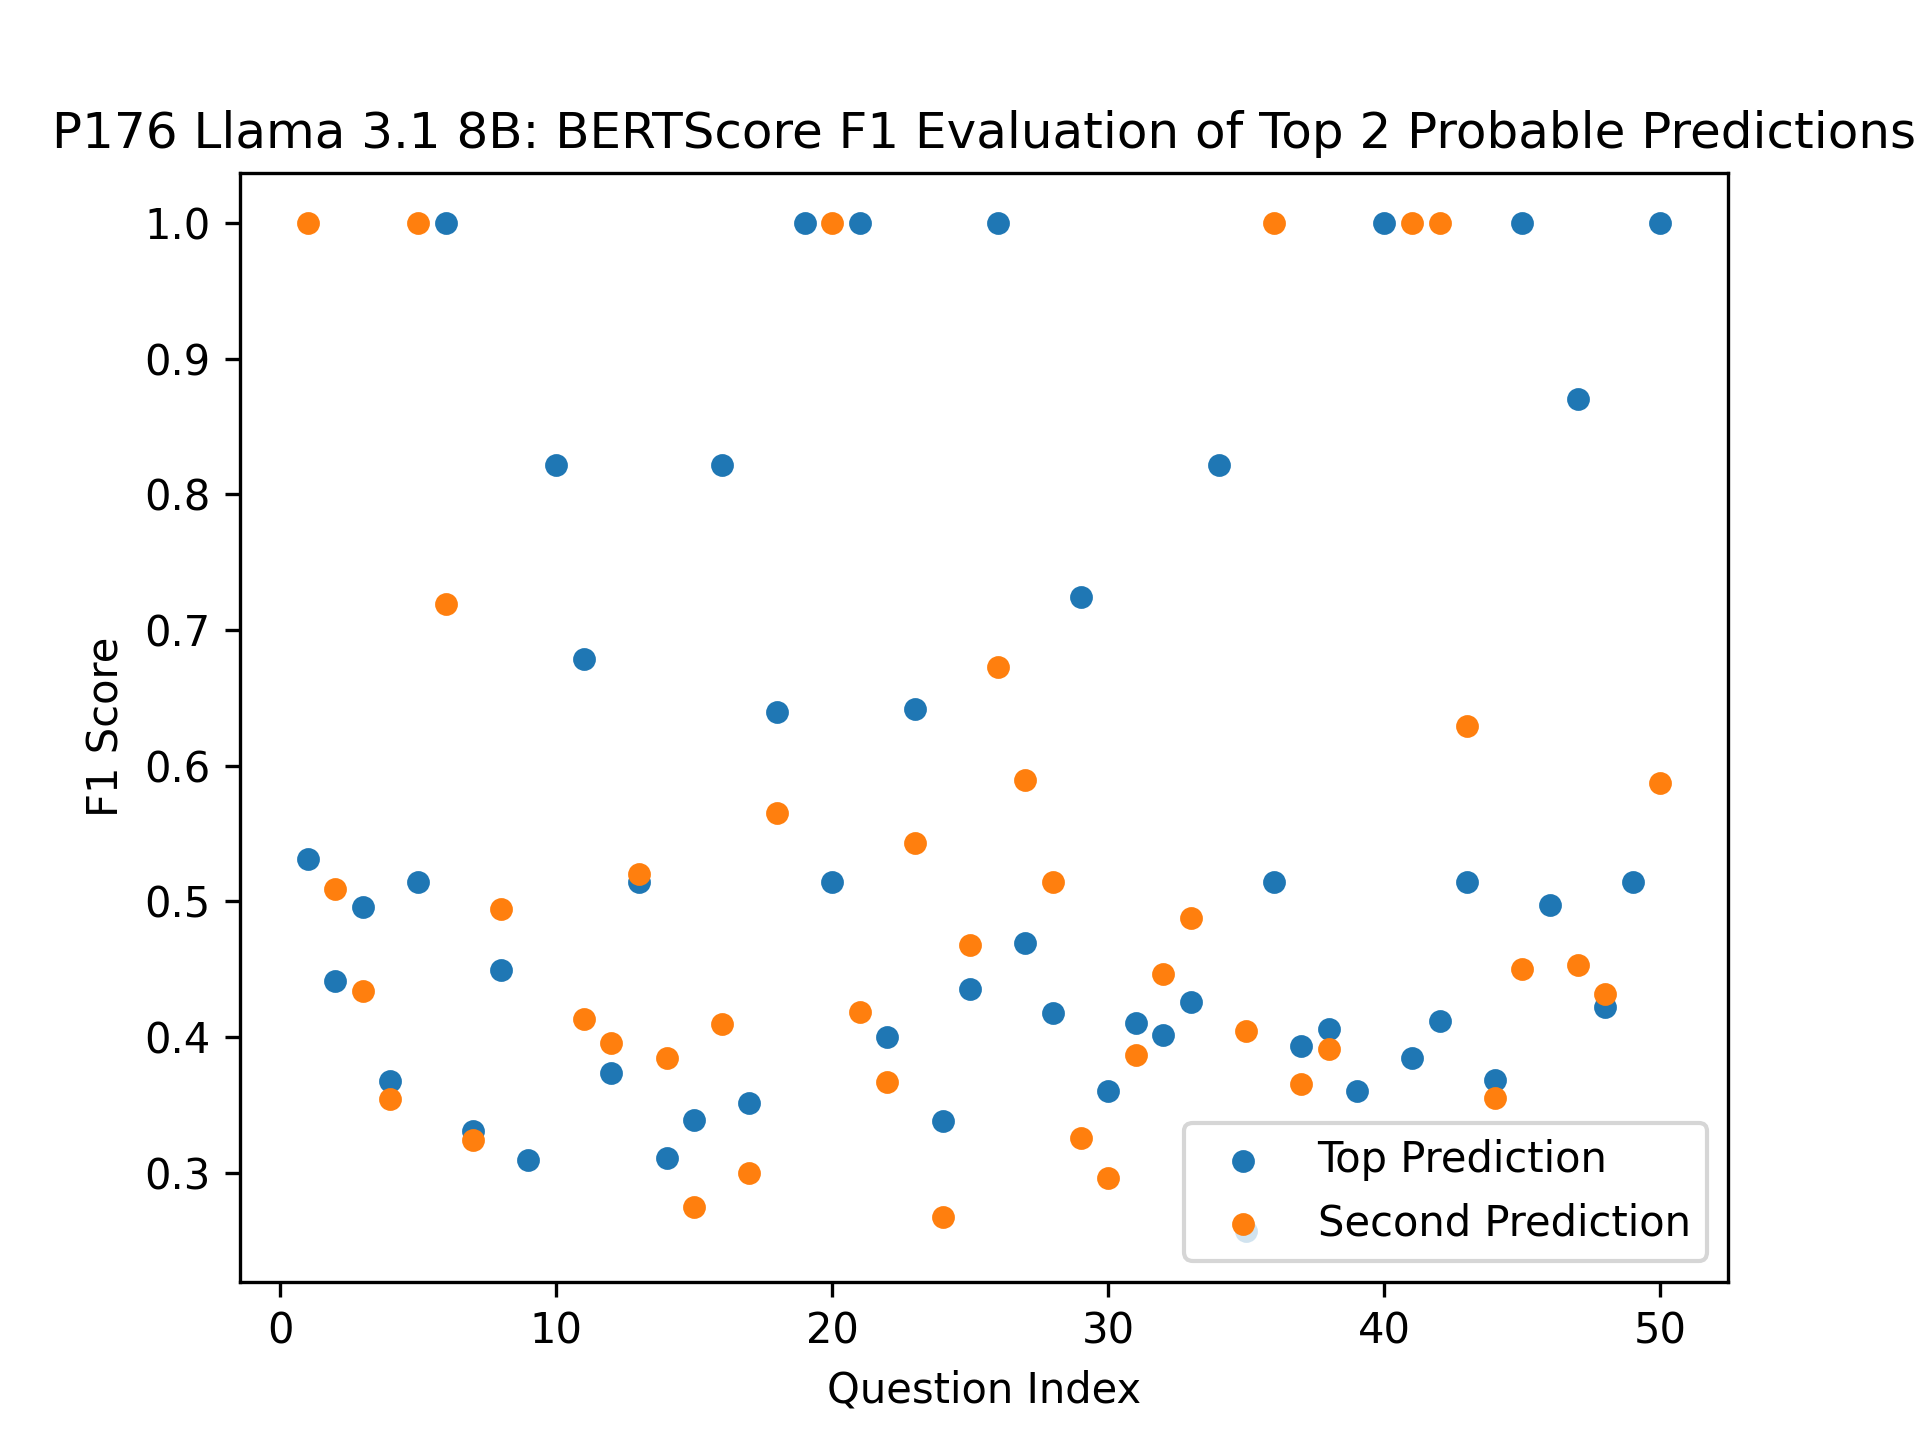 P176 Llama 3.1 8B: BERTScore F1 Evaluation of Top 2 Probable Predictions
1.0
0.9
0.8
0.7
0.6
0.5
0.4
0.3
F1 Score
Top Prediction
Second Prediction
0 10 20 30 40 50
Question Index